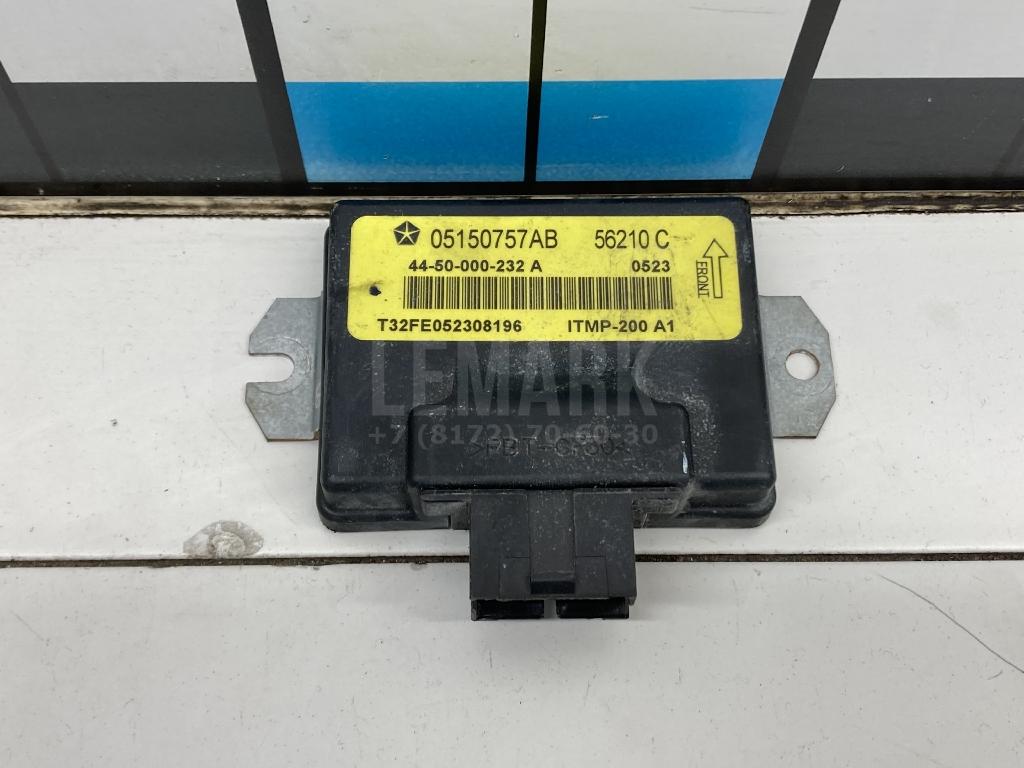 05150757AB 56210 C
44-50-000-232 A 0523
FRONT
T32FE052308196 ITMP-200 A1
LEMARK
+7 (8172) 70-60-30